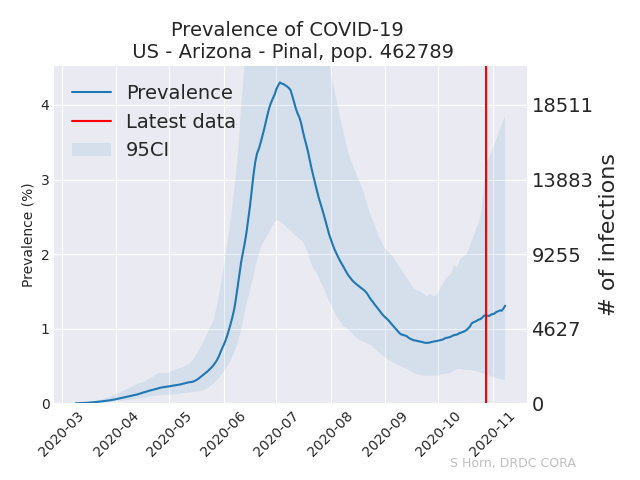 Prevalence of COVID-19
US - Arizona - Pinal, pop. 462789
Prevalence
Latest data
95CI
Prevalence (%)
4
3
2
1
0
18511
13883
9255
4627
0
# of infections
2020-03
2020-04
2020-05
2020-06
2020-07
2020-08
2020-09
2020-10
2020-11
S Horn, DRDC CORA